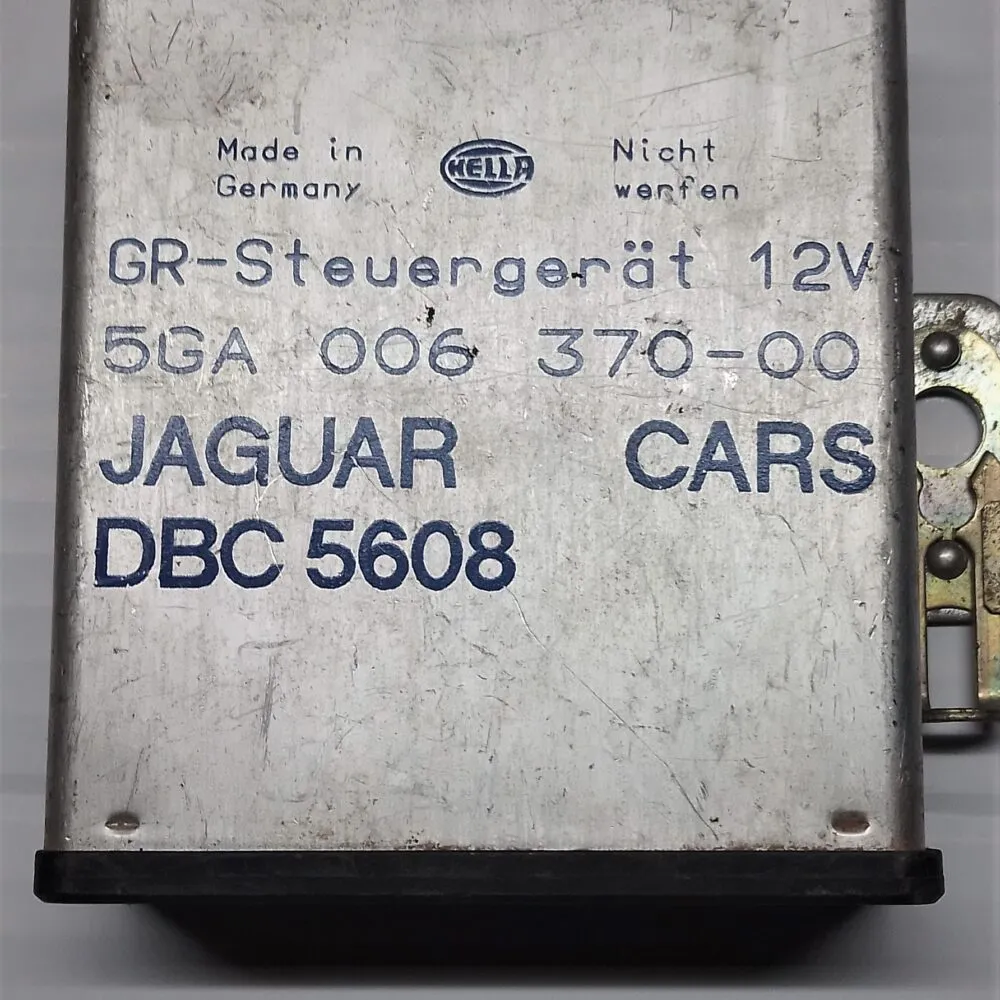 Made in
Germany
HELLA
Nicht
werfen
GR-Steuergerät 12V
5GA 006 370-00
JAGUAR CARS
DBC 5608